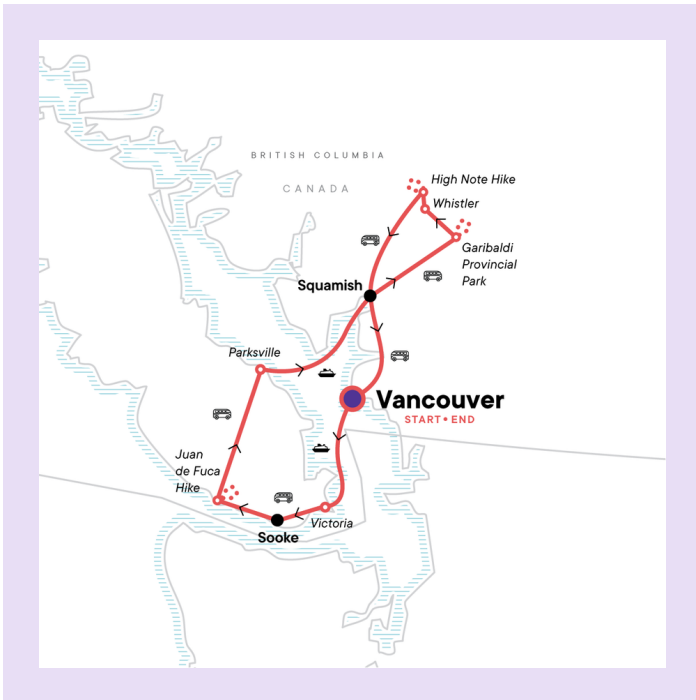 BRITISH COLUMBIA
CANADA
High Note Hike
Whistler
Garibaldi
Provincial
Park
Squamish
Parksville
Vancouver
START • END
Juan
de Fuca
Hike
Victoria
Sooke